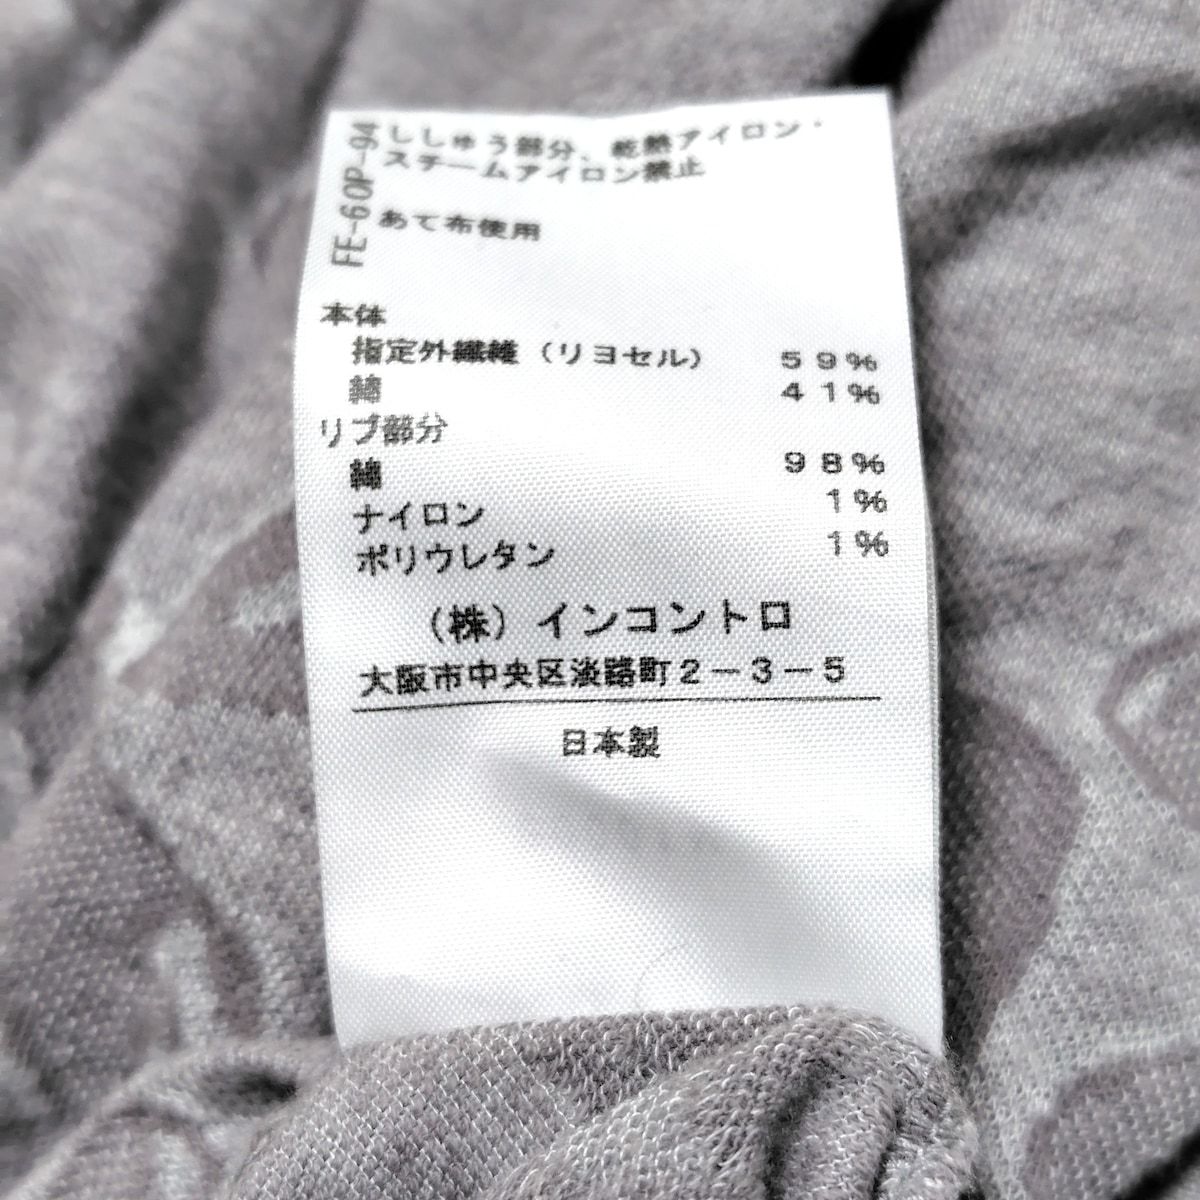 FE-60P-94
ししゅう部分、乾熱アイロン・
スチームアイロン禁止
あて布使用
本体
指定外繊維（リヨセル） 59%
綿 41%
リブ部分
綿 98%
ナイロン 1%
ポリウレタン 1%
（株）インコントロ
大阪市中央区淡路町2－3－5
日本製